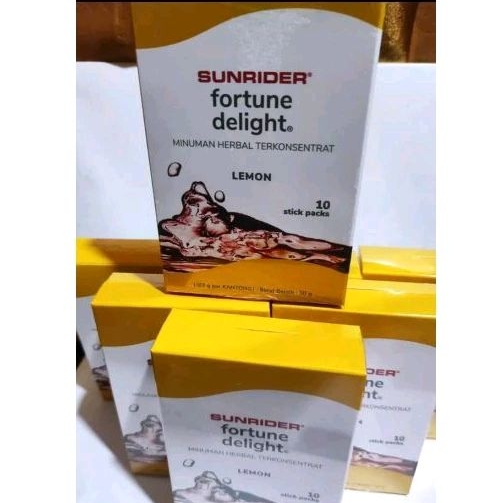 SUNRIDER®
fortune
delight®
MINUMAN HERBAL TERKONSENTRAT
LEMON
10
stick packs
SUNRIDER®
fortune
delight®
MINUMAN HERBAL TERKONSENTRAT
LEMON
10
stick packs
10
stick packs